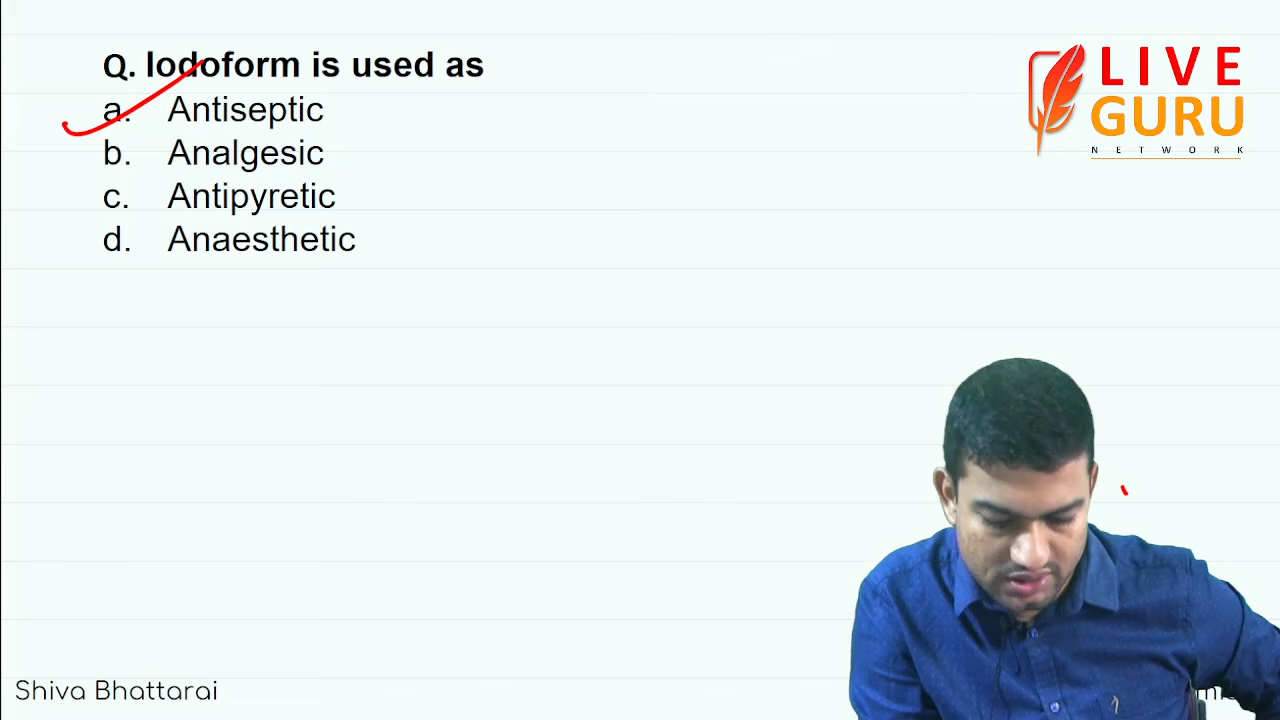 Q. Iodoform is used as
a. Antiseptic
b. Analgesic
c. Antipyretic
d. Anaesthetic
LIVE
GURU
NETWORK
Shiva Bhattarai